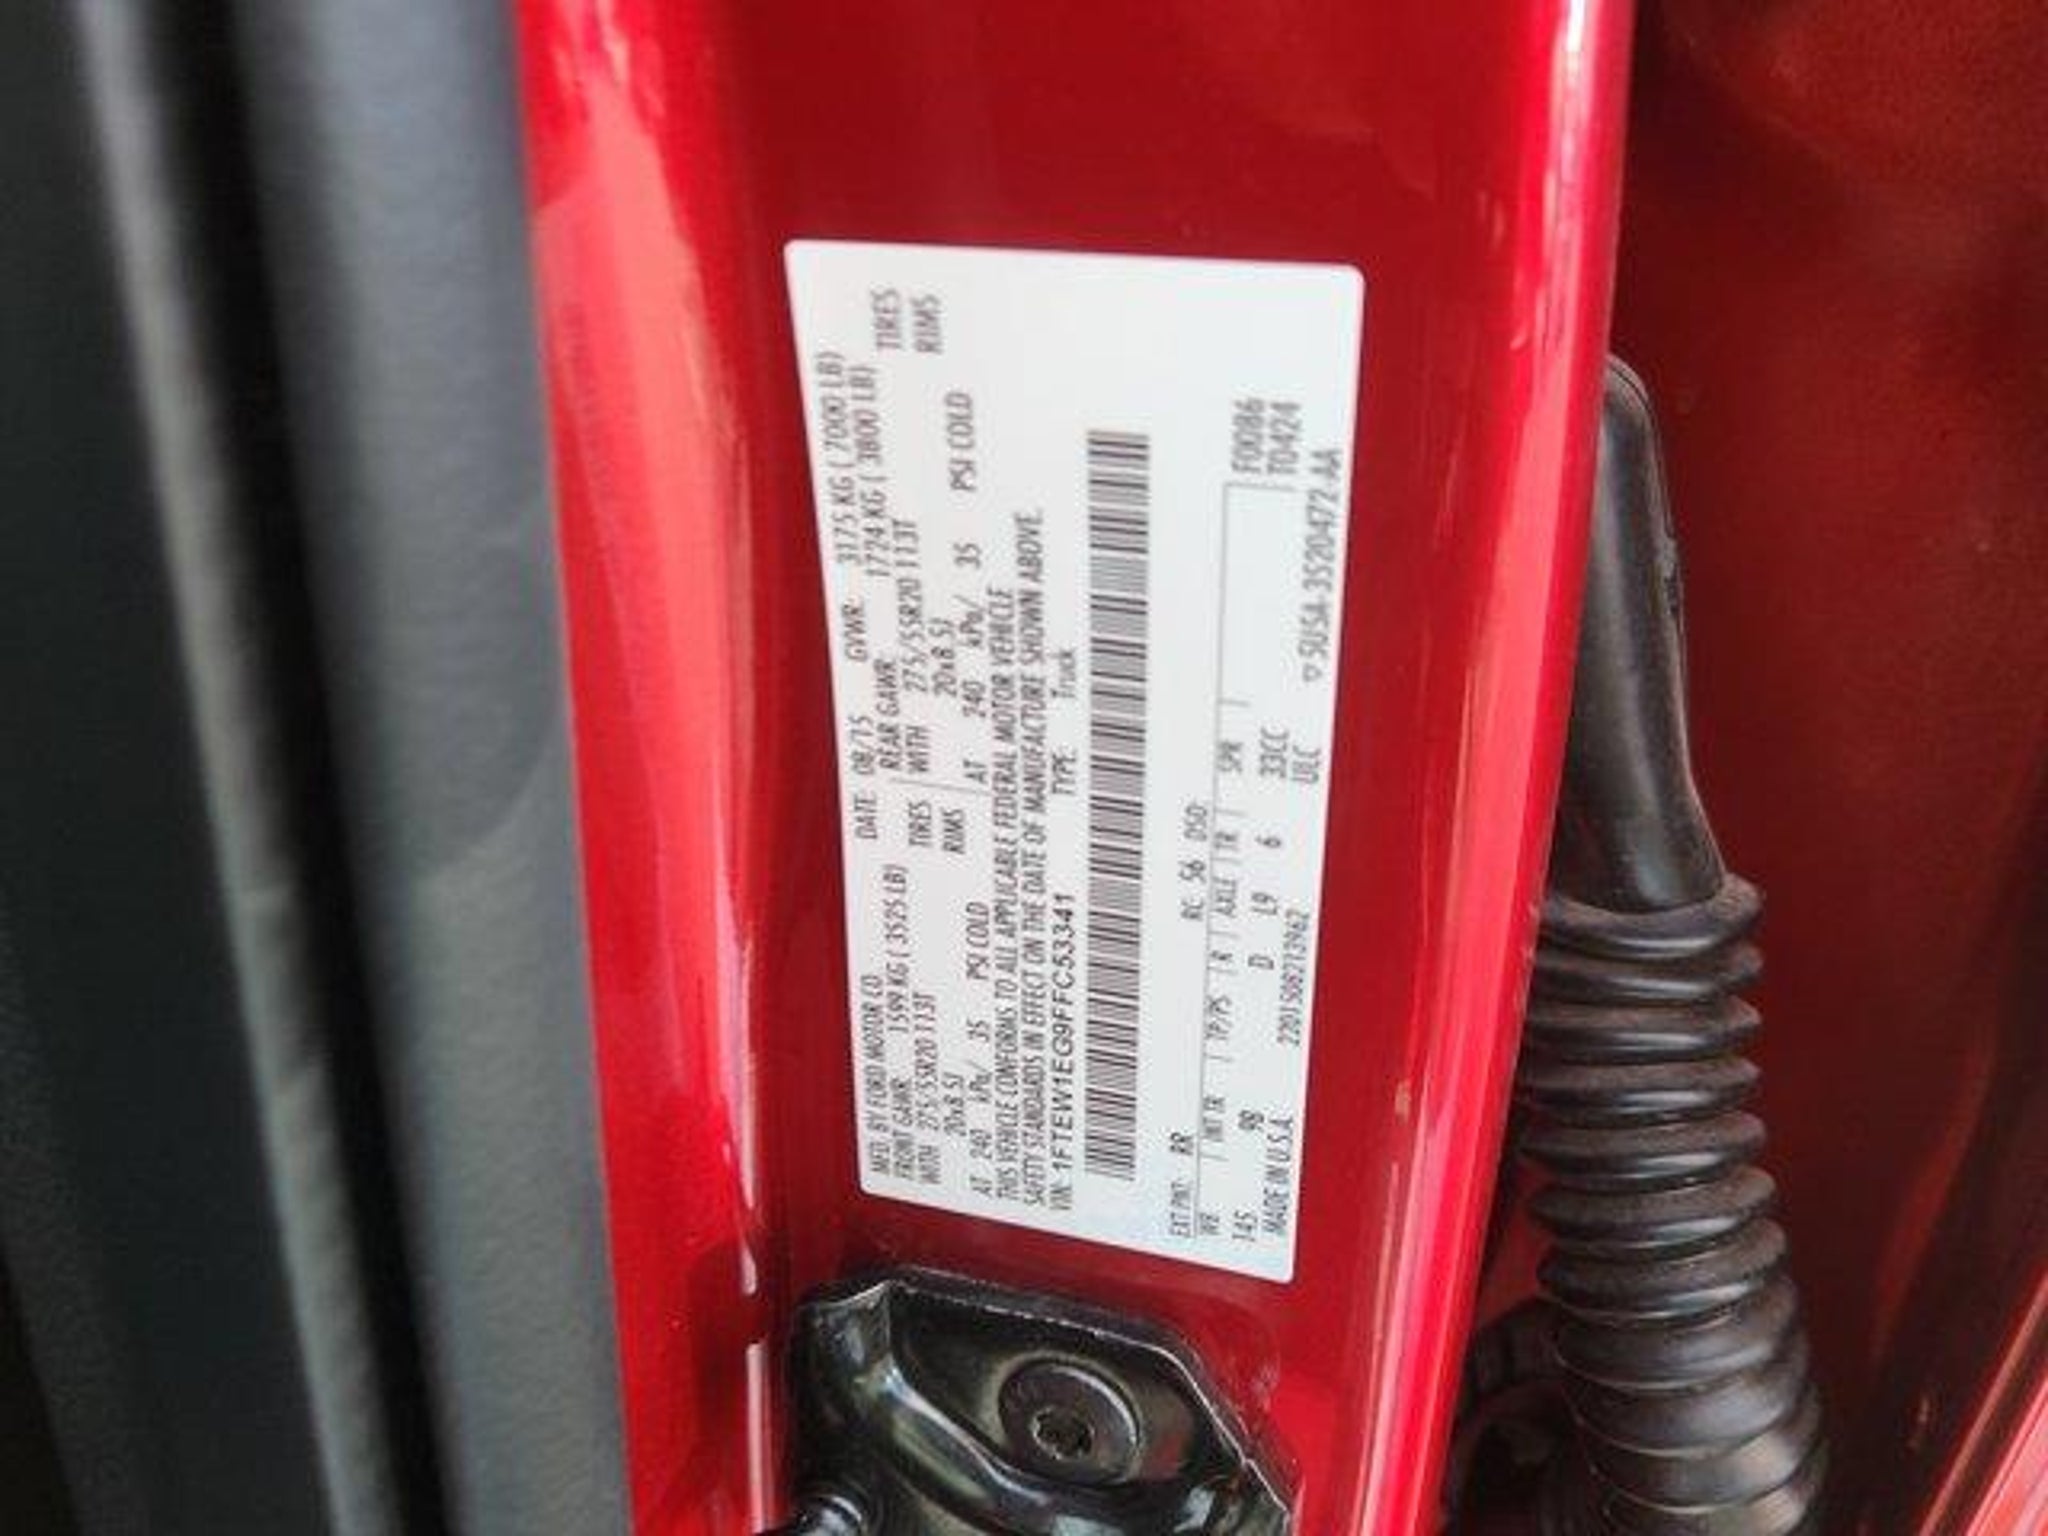 MFD. BY FORD MOTOR CO. DATE: 08/15 GVWR: 3175 KG ( 7000 LB)
FRONT GAWR: 1599 KG ( 3525 LB) REAR GAWR: 1724 KG ( 3800 LB)
WITH 275/55R20 113T TIRES WITH 275/55R20 113T TIRES
20x8.5J RIMS 20x8.5J RIMS
AT 240 kPa/ 35 PSI COLD AT 240 kPa/ 35 PSI COLD
THIS VEHICLE CONFORMS TO ALL APPLICABLE FEDERAL MOTOR VEHICLE
SAFETY STANDARDS IN EFFECT ON THE DATE OF MANUFACTURE SHOWN ABOVE.
VIN: 1FTEW1EG9FFC53341 TYPE: Truck
EXT PNT: RR RC: 56 DSO:
WB INT TR TP/PS R AXLE TR SPR F0086
145 98 D L9 6 33CC T0424
MADE IN U.S.A. 220150827 UC ▽5U5A-3520472-AA